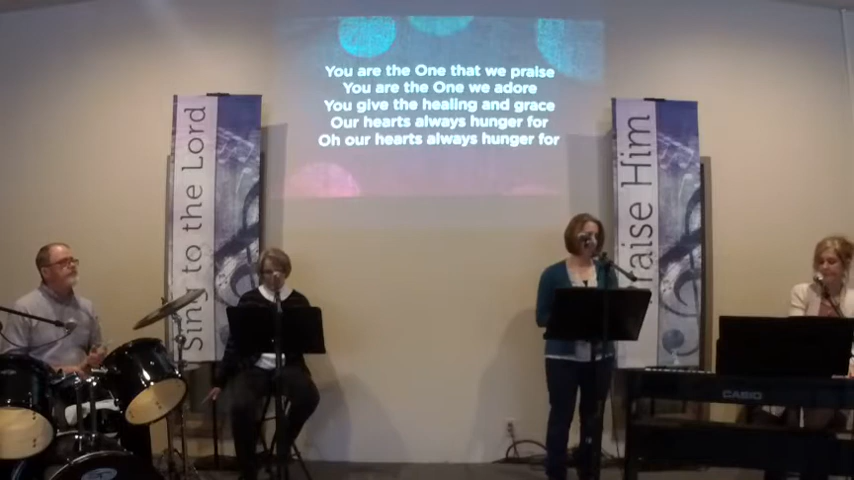 You are the One that we praise
You are the One we adore
You give the healing and grace
Our hearts always hunger for
Oh our hearts always hunger for
Sing to the Lord
raise Him
CASIO